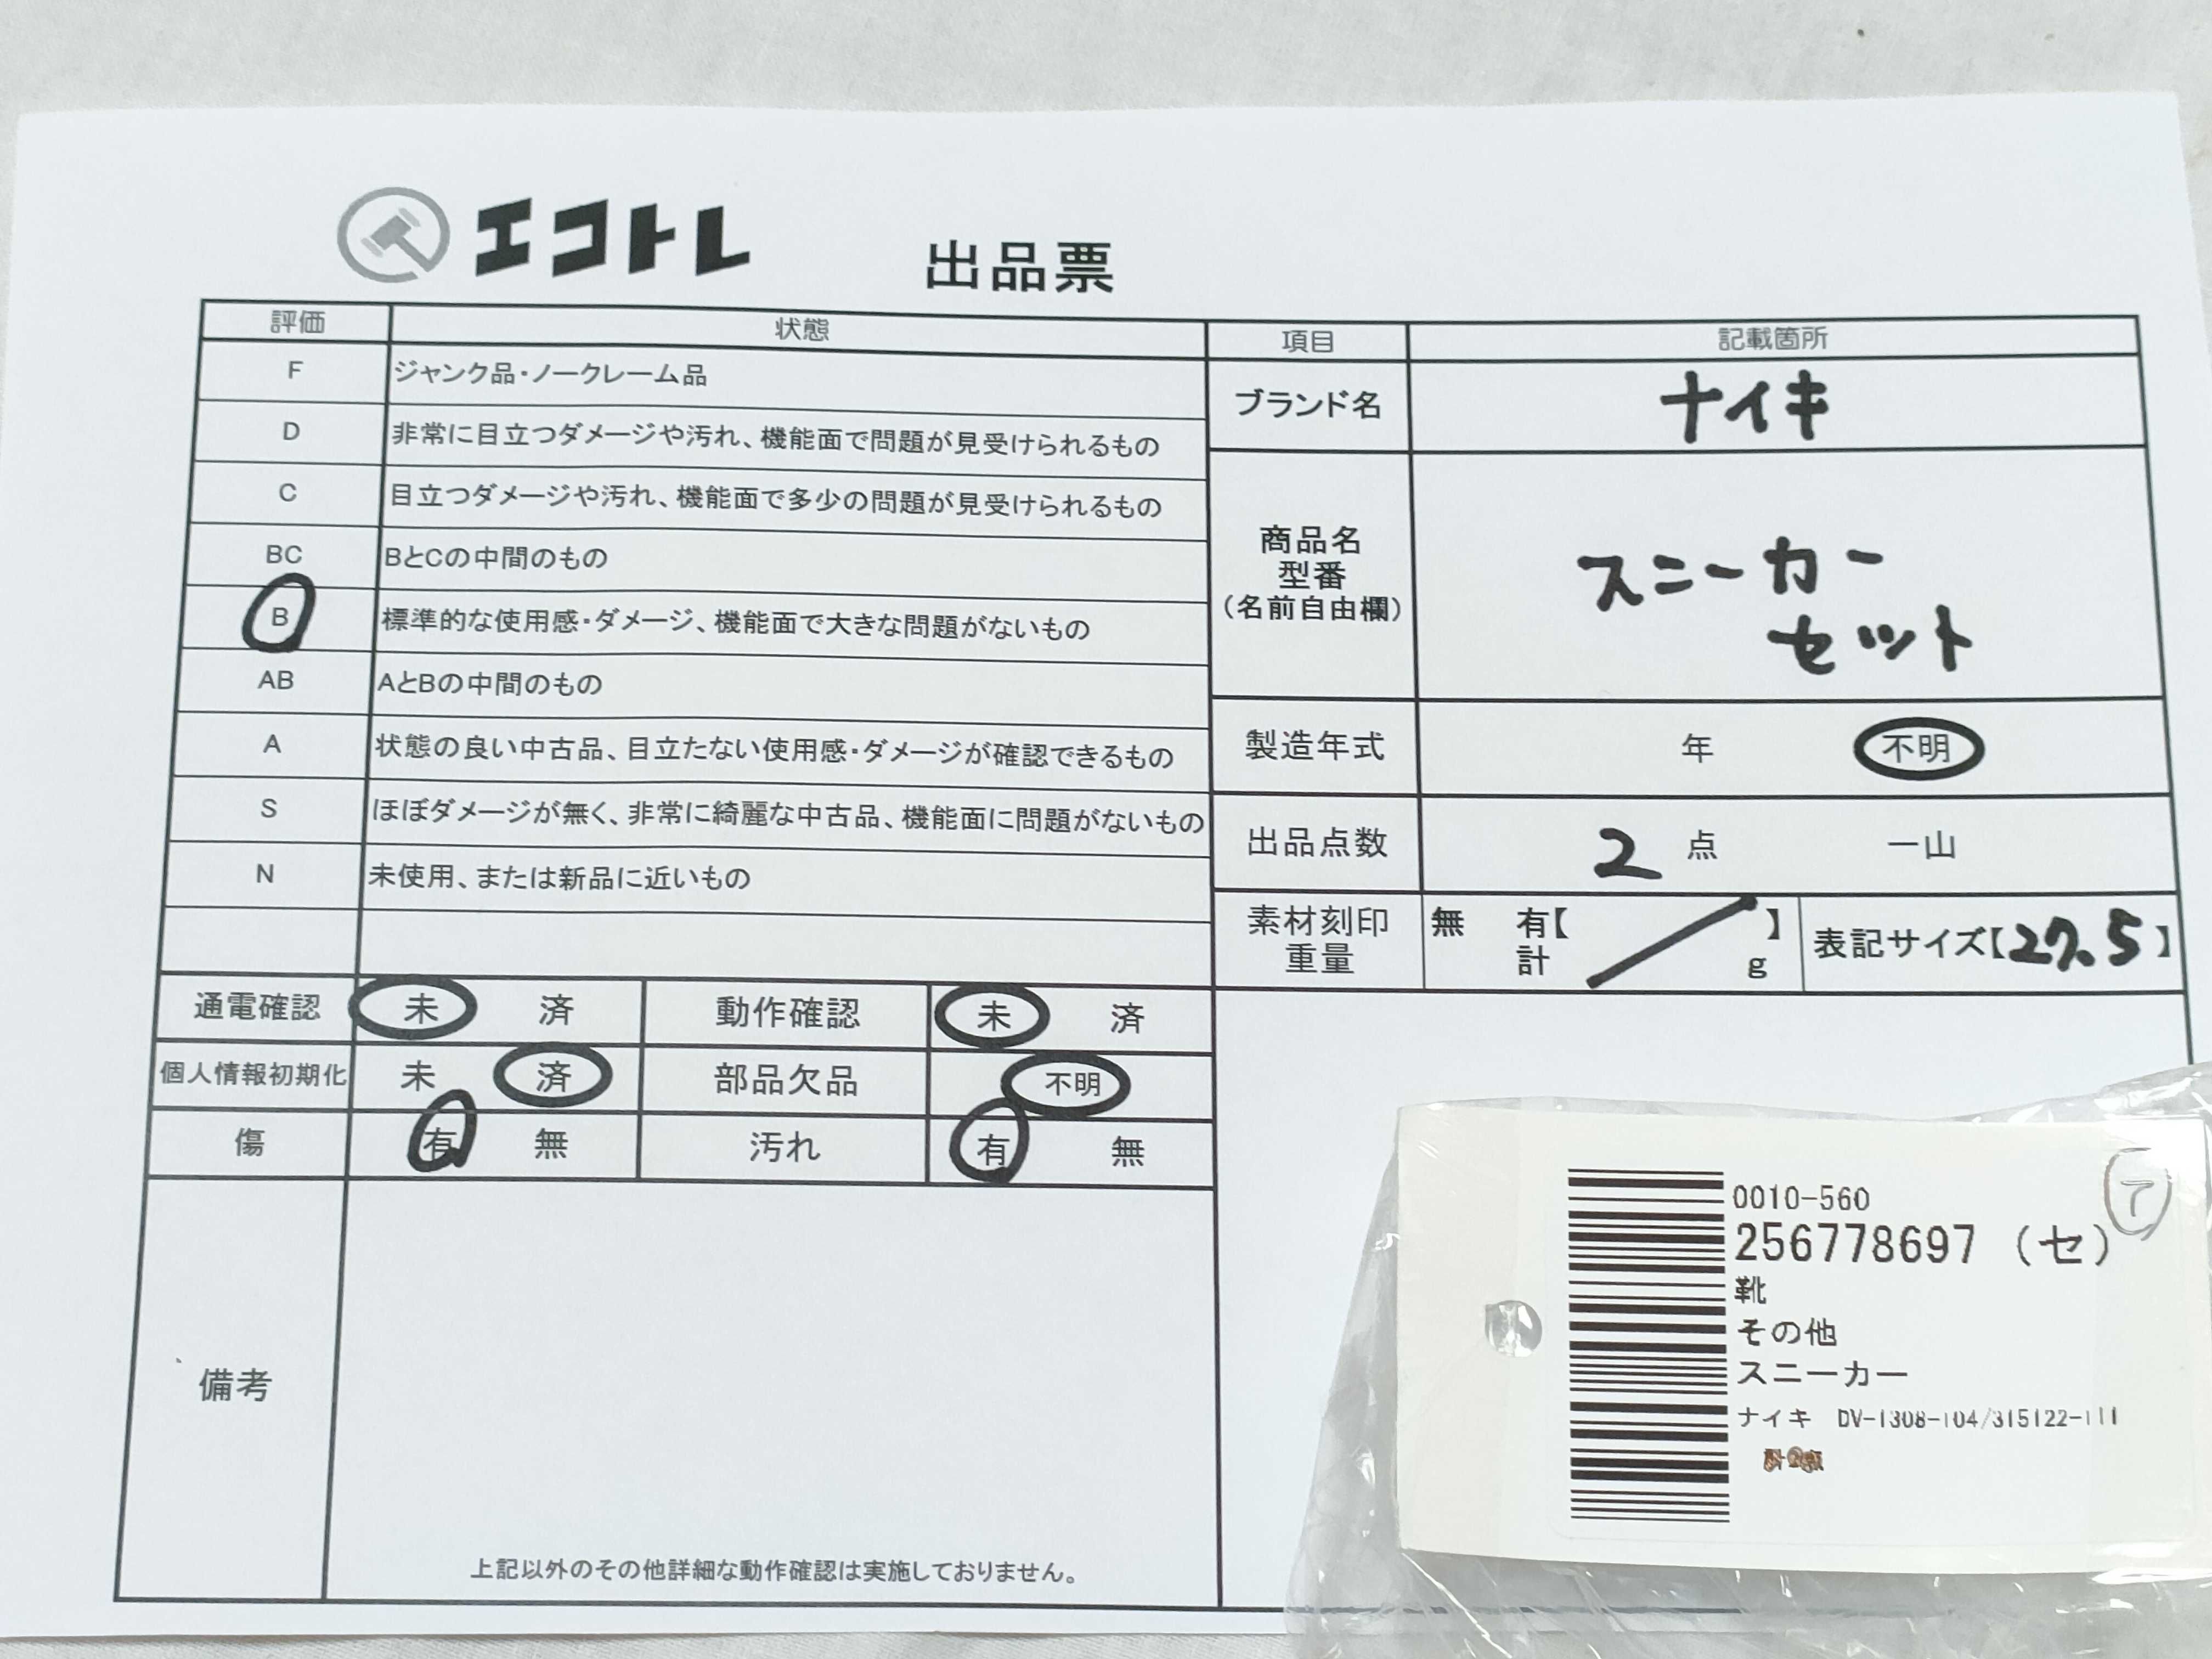 エコトレ 出品票
評価 状態
F ジャンク品・ノークレーム品
D 非常に目立つダメージや汚れ、機能面で問題が見受けられるもの
C 目立つダメージや汚れ、機能面で多少の問題が見受けられるもの
BC BとCの中間のもの
B 標準的な使用感・ダメージ、機能面で大きな問題がないもの
AB AとBの中間のもの
A 状態の良い中古品、目立たない使用感・ダメージが確認できるもの
S ほぼダメージが無く、非常に綺麗な中古品、機能面に問題がないもの
N 未使用、または新品に近いもの
通電確認 未 済 動作確認 未 済
個人情報初期化 未 済 部品欠品 不明
傷 有 無 汚れ 有 無
備考
上記以外のその他詳細な動作確認は実施しておりません。
項目 記載箇所
ブランド名 ナイキ
商品名
型番
（名前自由欄）
スニーカー
セット
製造年式 年 不明
出品点数 2 点 一山
素材刻印
重量
無 有【 】
計 g
表記サイズ【27.5】
0010-560
256778697 (セ)
ア
靴
その他
スニーカー
ナイキ DV-1308-104/315122-111